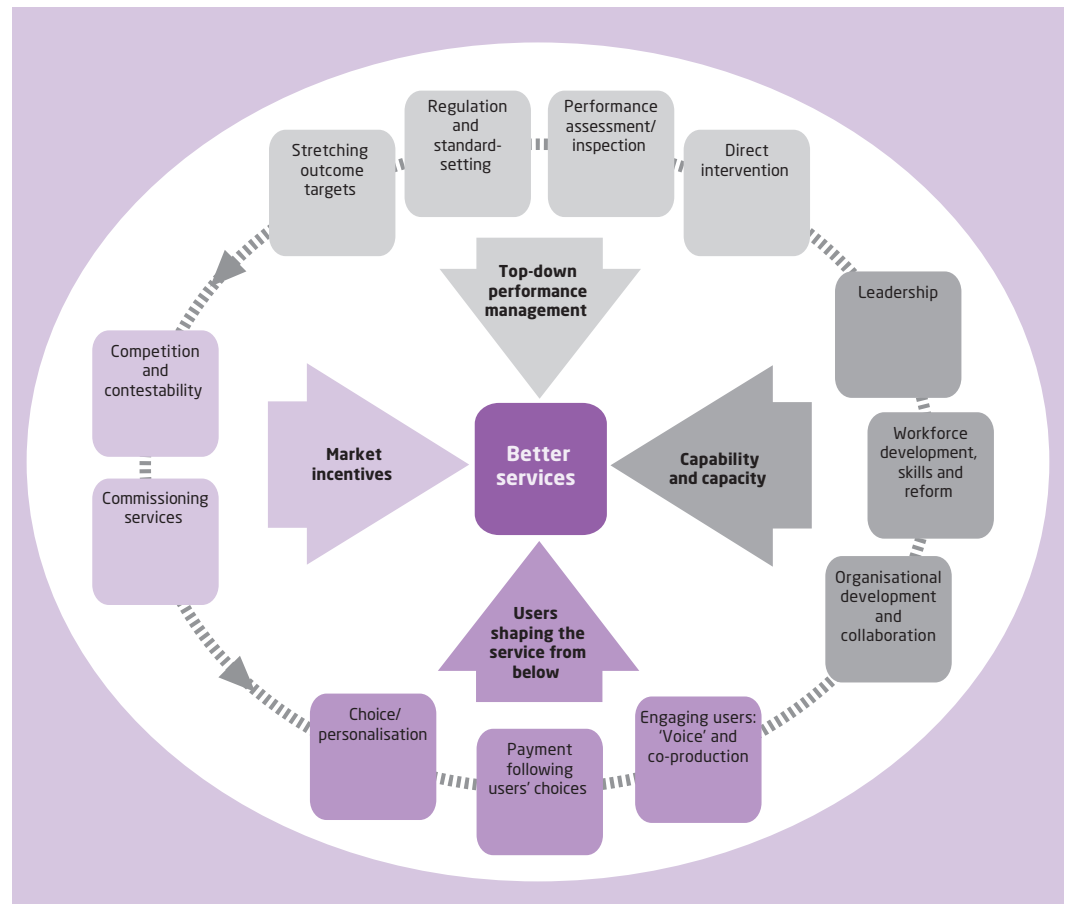 Regulation
and
standard-
setting
Performance
assessment/
inspection
Stretching
outcome
targets
Direct
intervention
Top-down
performance
management
Leadership
Competition
and
contestability
Workforce
development,
skills and
reform
Market
incentives
Better
services
Capability
and capacity
Commissioning
services
Organisational
development
and
collaboration
Users
shaping the
service from
below
Choice/
personalisation
Engaging users:
'Voice' and
co-production
Payment
following
users' choices